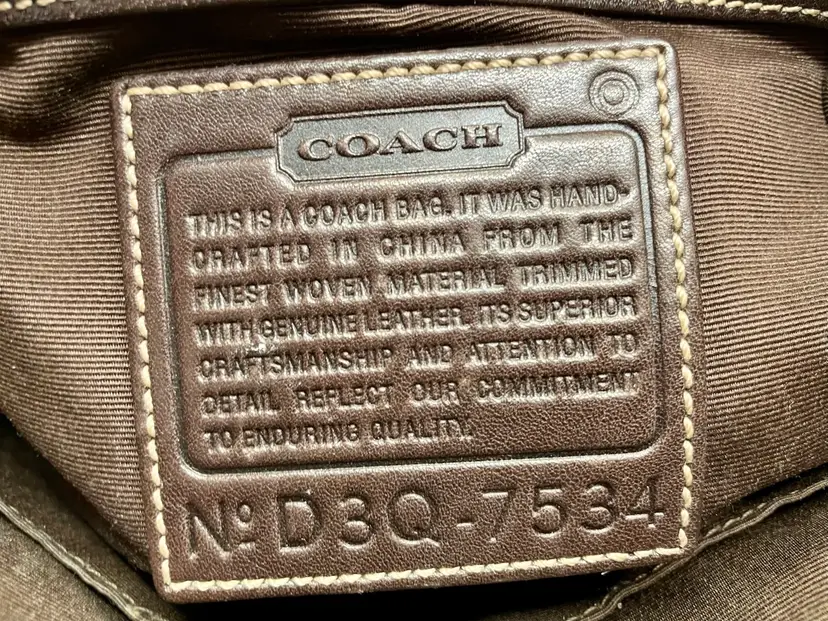 COACH
THIS IS A COACH BAG. IT WAS HAND-
CRAFTED IN CHINA FROM THE
FINEST WOVEN MATERIAL TRIMMED
WITH GENUINE LEATHER. ITS SUPERIOR
CRAFTSMANSHIP AND ATTENTION TO
DETAIL REFLECT OUR COMMITMENT
TO ENDURING QUALITY.
Nº D3Q-7534